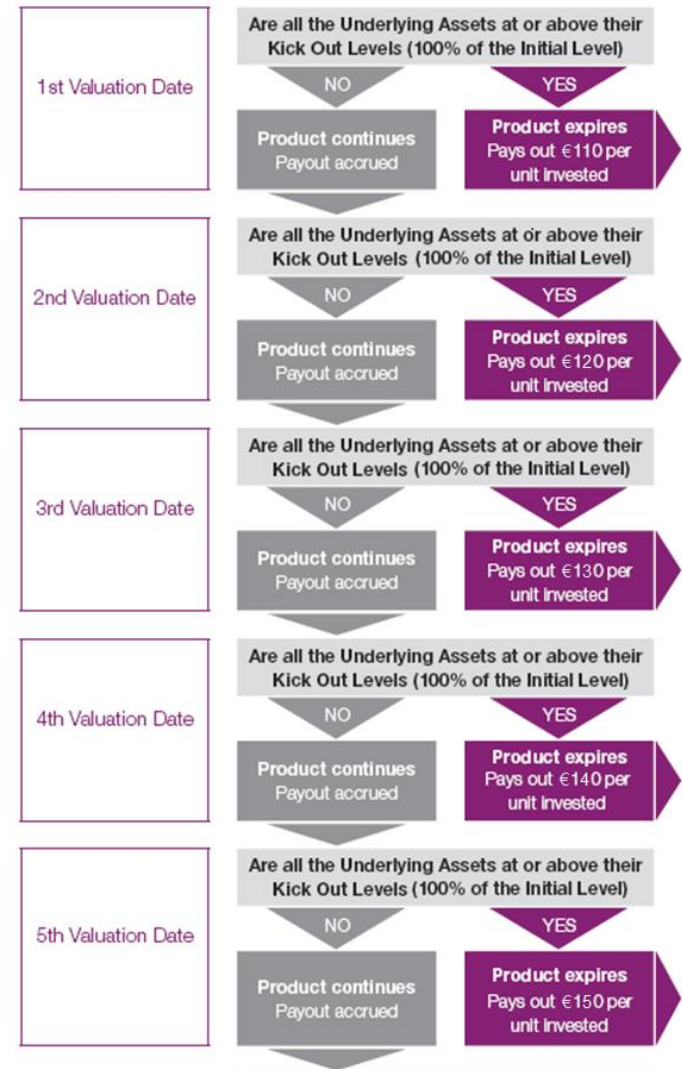 1st Valuation Date
Are all the Underlying Assets at or above their
Kick Out Levels (100% of the Initial Level)
NO
YES
Product continues
Payout accrued
Product expires
Pays out €110 per
unit invested
2nd Valuation Date
Are all the Underlying Assets at or above their
Kick Out Levels (100% of the Initial Level)
NO
YES
Product continues
Payout accrued
Product expires
Pays out €120 per
unit invested
3rd Valuation Date
Are all the Underlying Assets at or above their
Kick Out Levels (100% of the Initial Level)
NO
YES
Product continues
Payout accrued
Product expires
Pays out €130 per
unit invested
4th Valuation Date
Are all the Underlying Assets at or above their
Kick Out Levels (100% of the Initial Level)
NO
YES
Product continues
Payout accrued
Product expires
Pays out €140 per
unit invested
5th Valuation Date
Are all the Underlying Assets at or above their
Kick Out Levels (100% of the Initial Level)
NO
YES
Product continues
Payout accrued
Product expires
Pays out €150 per
unit invested